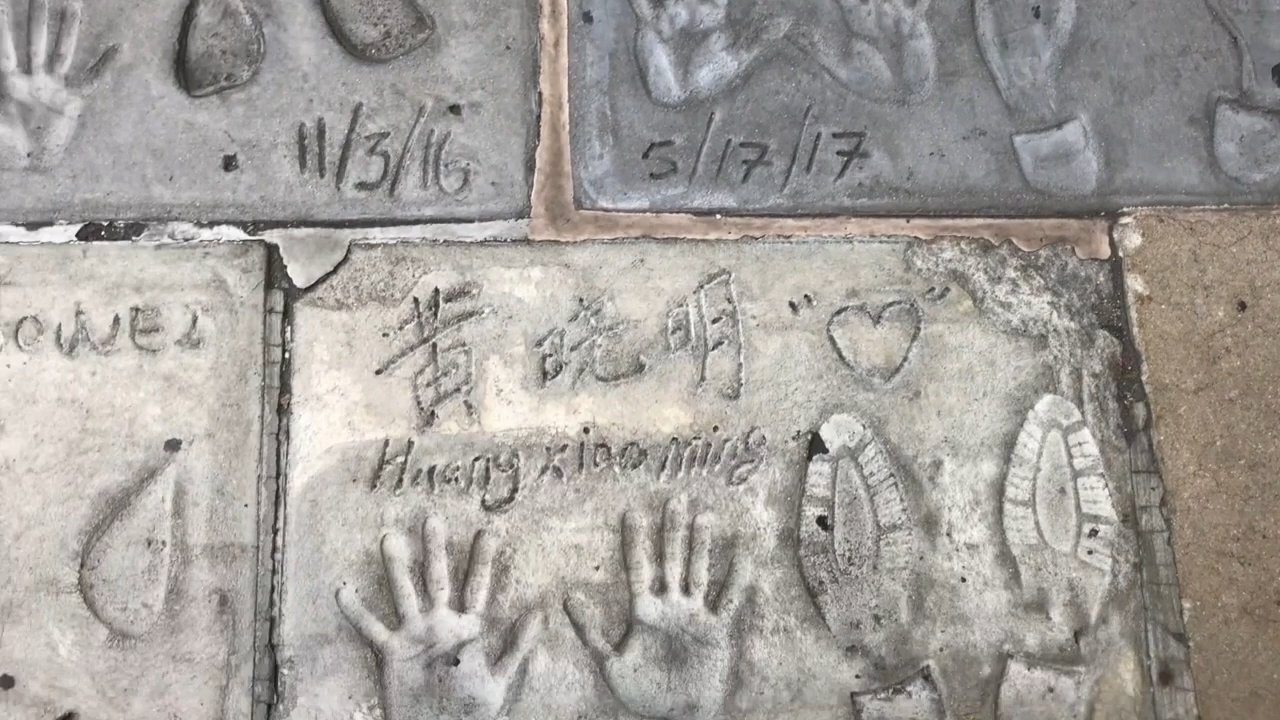 11/3/16
5/17/17
黄晓明 "♡"
Huang xiao ming